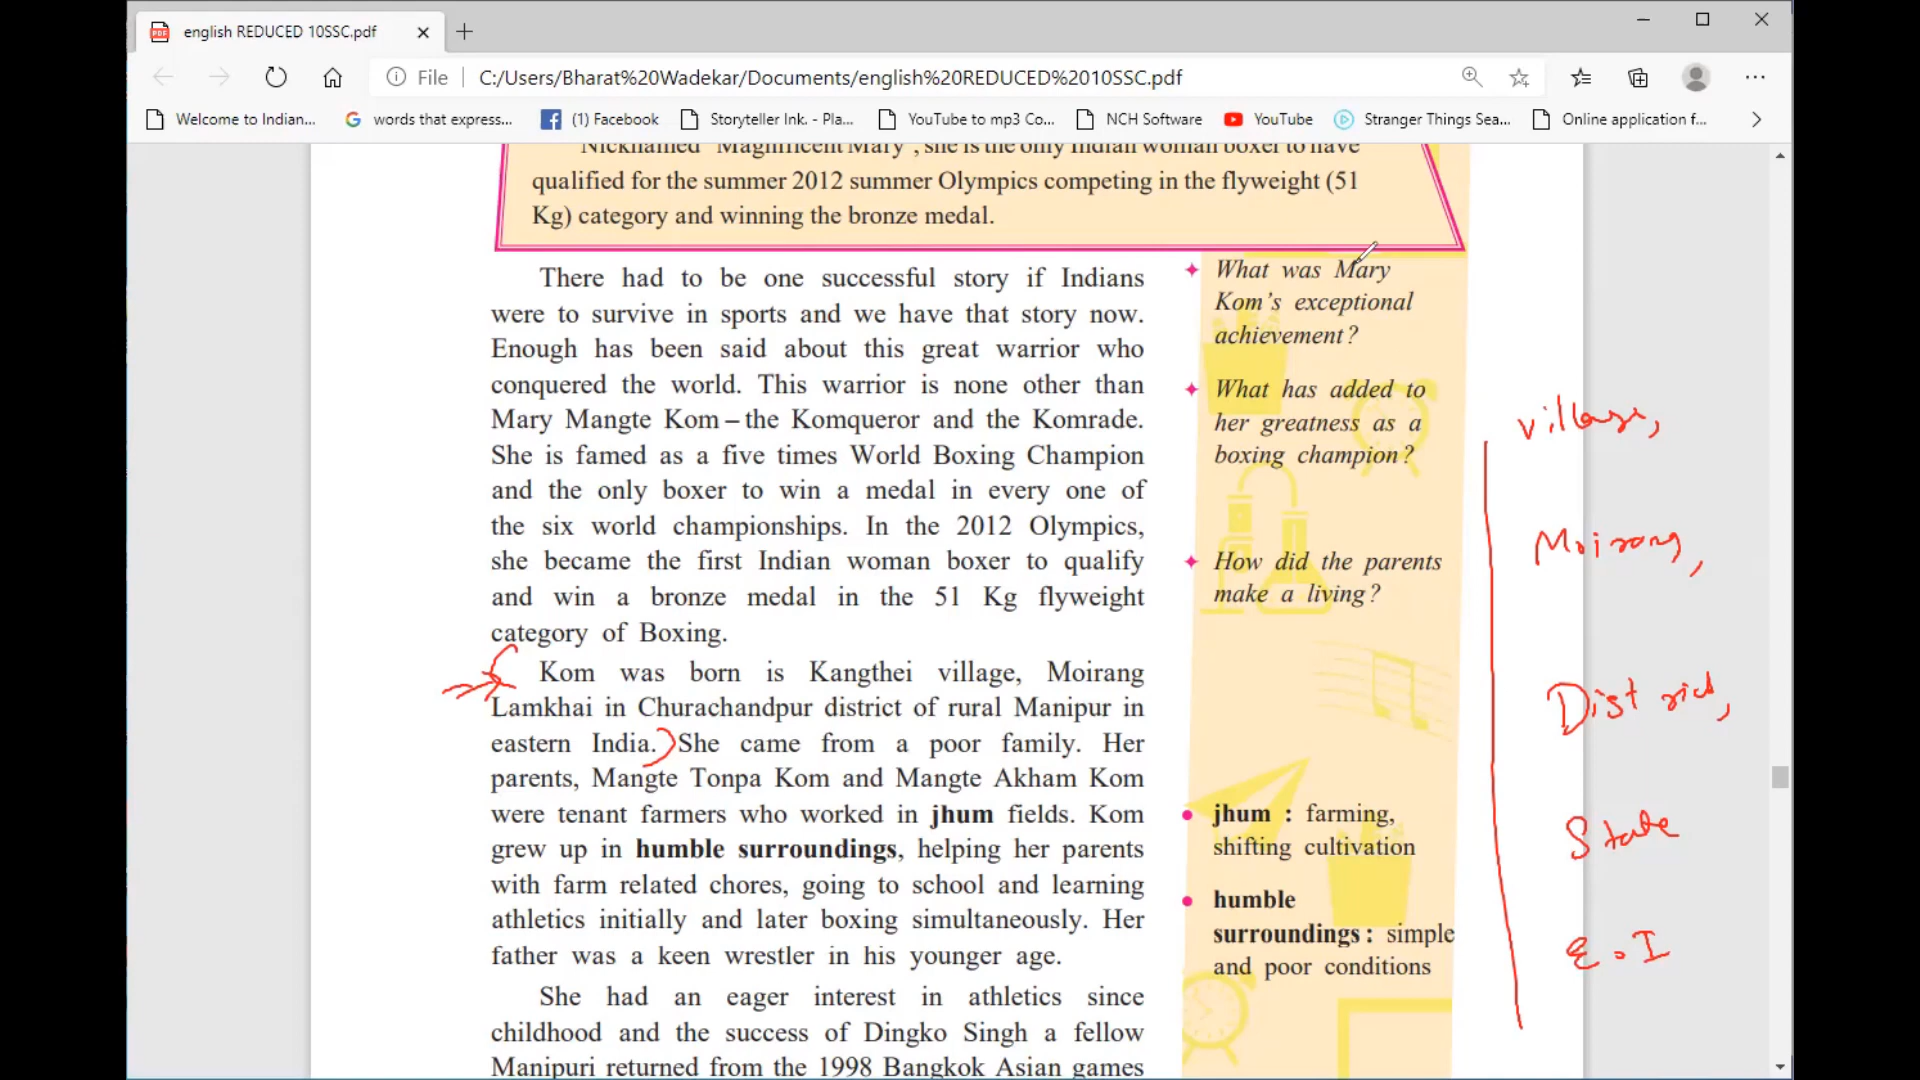 english REDUCED 10SSC.pdf
File
C:/Users/Bharat%20Wadekar/Documents/english%20REDUCED%2010SSC.pdf
Welcome to Indian... words that express... (1) Facebook Storyteller Ink. - Pla... YouTube to mp3 Co... NCH Software YouTube Stranger Things Sea... Online application f...
Nicknamed "Magnificent Mary", she is the only Indian woman boxer to have
qualified for the summer 2012 summer Olympics competing in the flyweight (51
Kg) category and winning the bronze medal.
There had to be one successful story if Indians
were to survive in sports and we have that story now.
Enough has been said about this great warrior who
conquered the world. This warrior is none other than
Mary Mangte Kom – the Komqueror and the Komrade.
She is famed as a five times World Boxing Champion
and the only boxer to win a medal in every one of
the six world championships. In the 2012 Olympics,
she became the first Indian woman boxer to qualify
and win a bronze medal in the 51 Kg flyweight
category of Boxing.
Kom was born is Kangthei village, Moirang
Lamkhai in Churachandpur district of rural Manipur in
eastern India. She came from a poor family. Her
parents, Mangte Tonpa Kom and Mangte Akham Kom
were tenant farmers who worked in jhum fields. Kom
grew up in humble surroundings, helping her parents
with farm related chores, going to school and learning
athletics initially and later boxing simultaneously. Her
father was a keen wrestler in his younger age.
She had an eager interest in athletics since
childhood and the success of Dingko Singh a fellow
Manipuri returned from the 1998 Bangkok Asian games
What was Mary
Kom's exceptional
achievement?
What has added to
her greatness as a
boxing champion?
How did the parents
make a living?
jhum : farming,
shifting cultivation
humble
surroundings : simple
and poor conditions
village,
Moirang,
District,
State
E. I